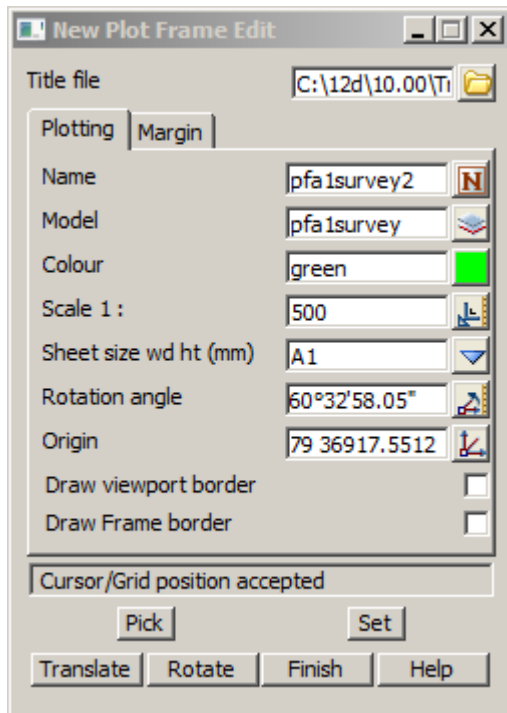 New Plot Frame Edit
Title file C:\12d\10.00\Tr
Plotting Margin
Name pfa1survey2 N
Model pfa1survey
Colour green
Scale 1 : 500
Sheet size wd ht (mm) A1
Rotation angle 60°32'58.05"
Origin 79 36917.5512
Draw viewport border
Draw Frame border
Cursor/Grid position accepted
Pick Set
Translate Rotate Finish Help